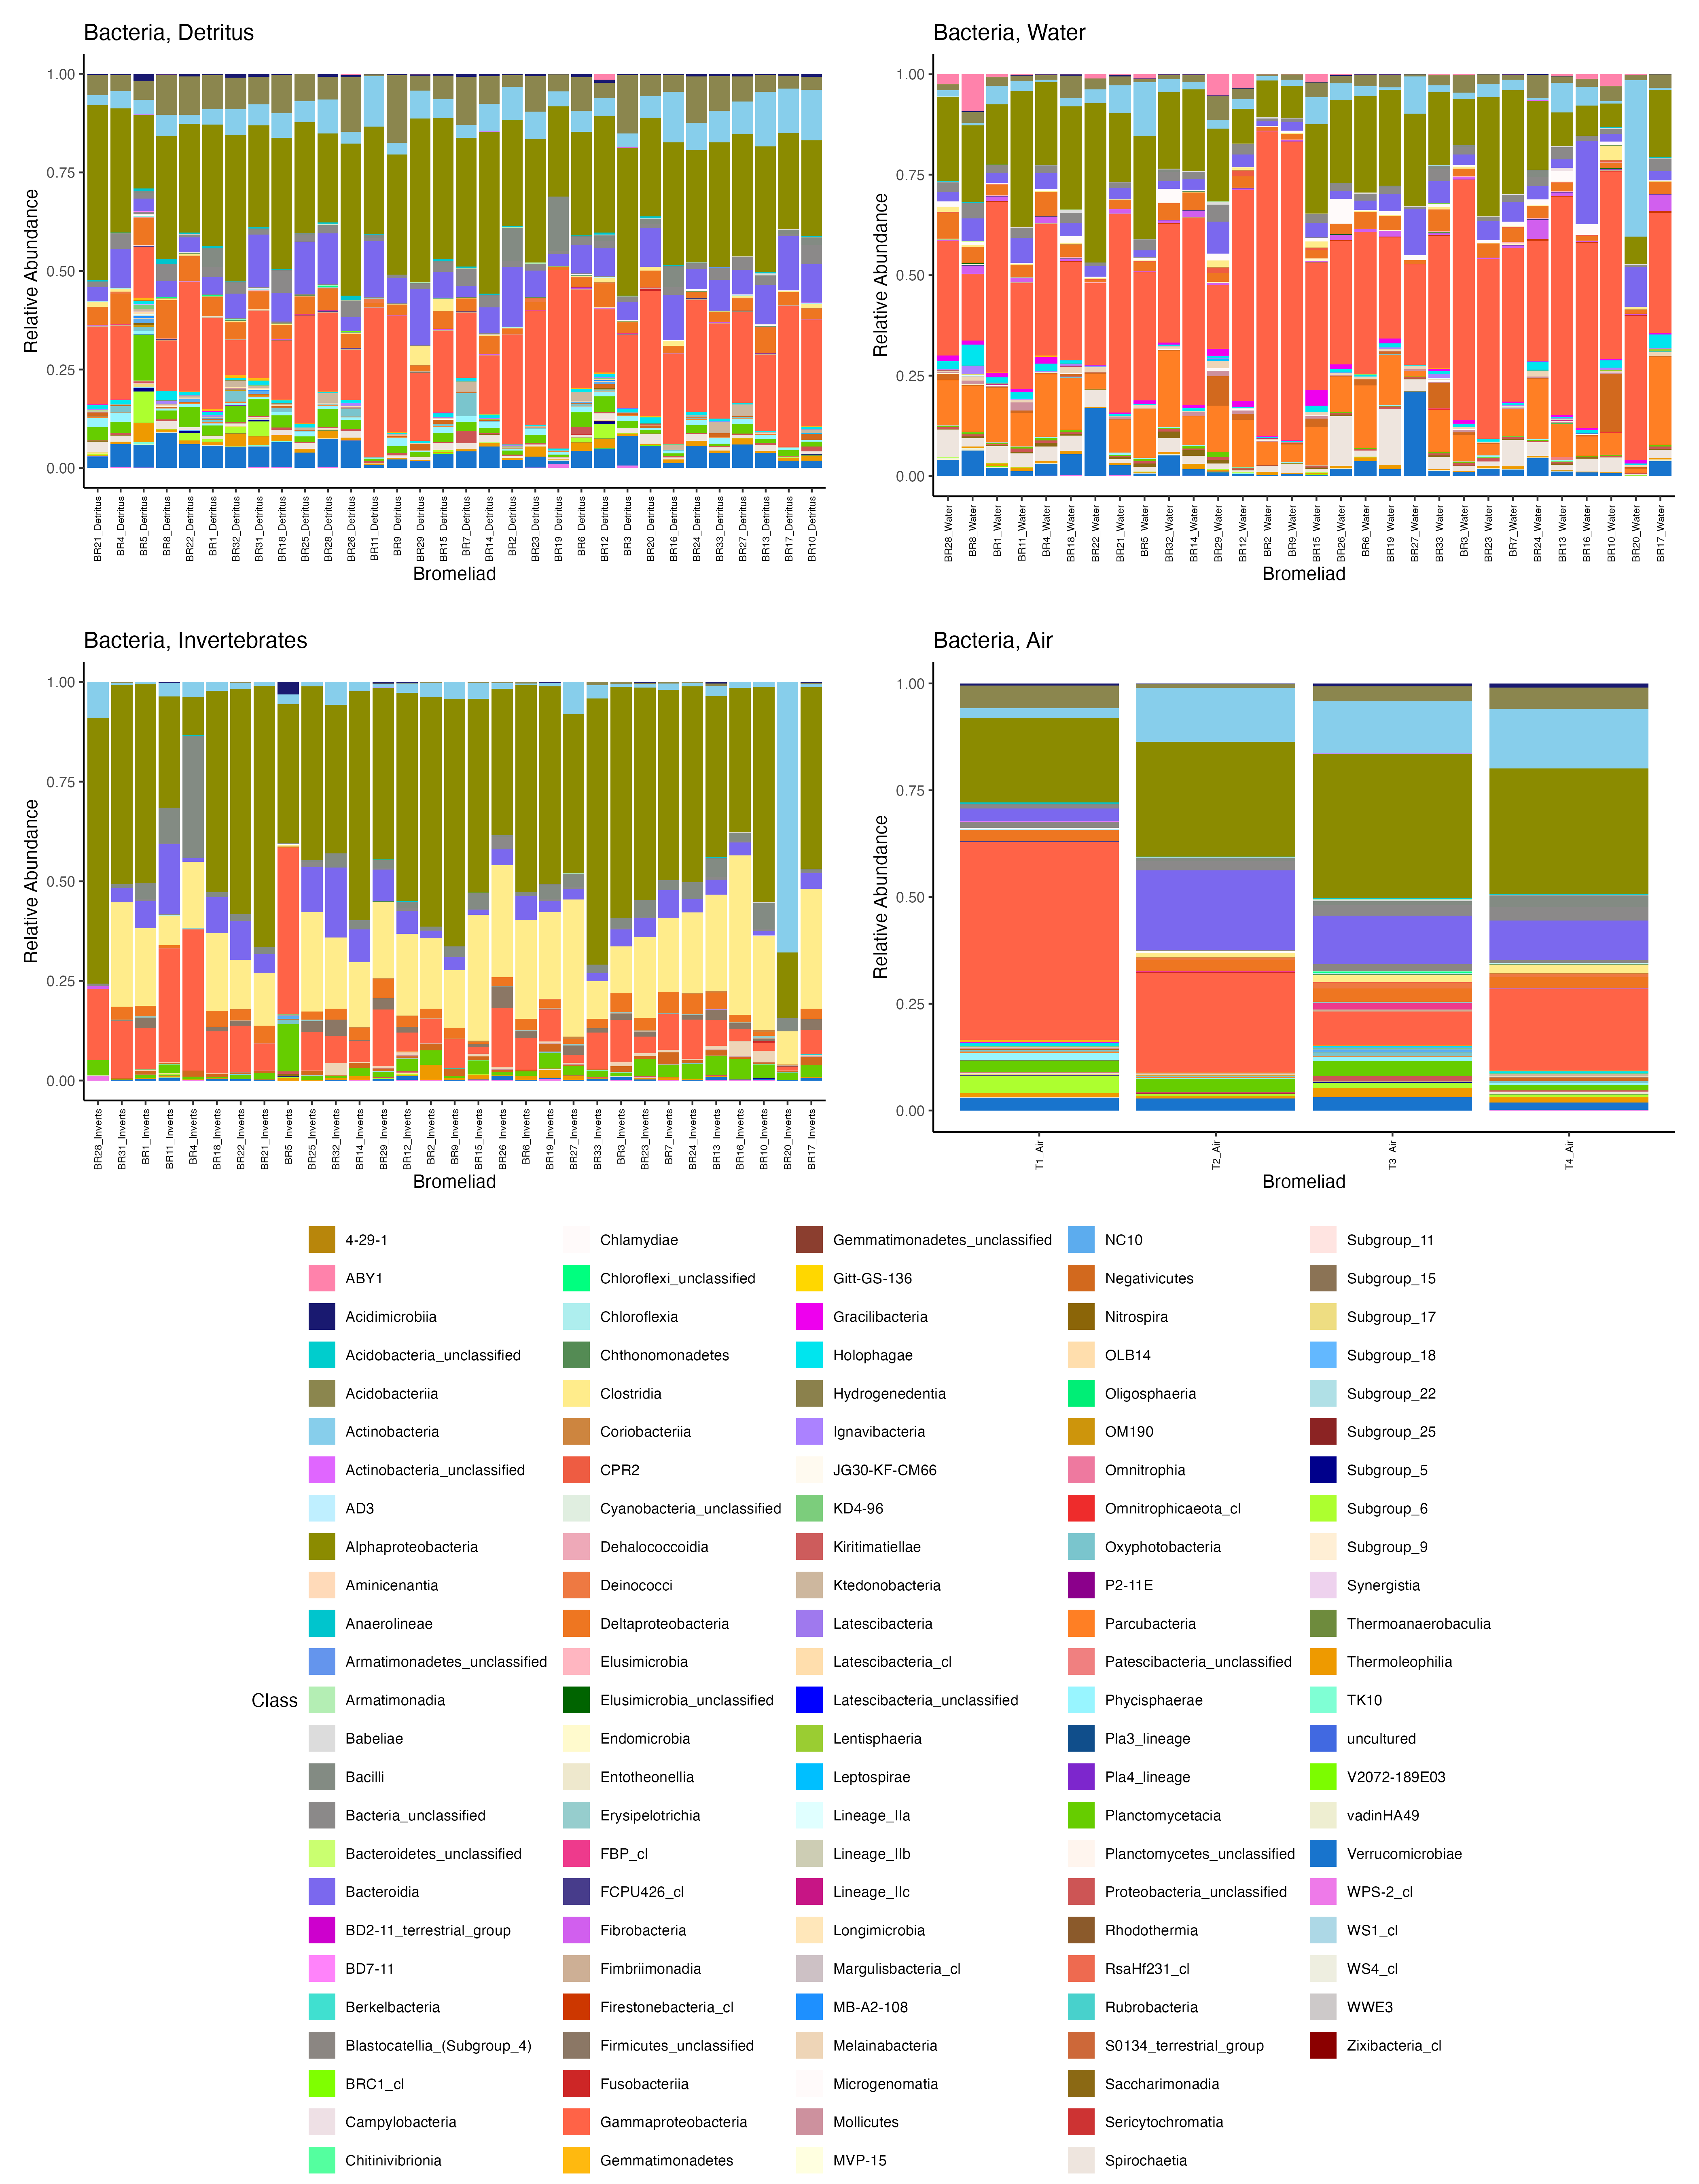 Bacteria, Detritus
Relative Abundance
1.00
0.75
0.50
0.25
0.00
BR21_Detritus
BR4_Detritus
BR5_Detritus
BR8_Detritus
BR22_Detritus
BR1_Detritus
BR32_Detritus
BR31_Detritus
BR18_Detritus
BR25_Detritus
BR28_Detritus
BR26_Detritus
BR11_Detritus
BR9_Detritus
BR29_Detritus
BR15_Detritus
BR7_Detritus
BR14_Detritus
BR2_Detritus
BR23_Detritus
BR19_Detritus
BR6_Detritus
BR12_Detritus
BR3_Detritus
BR20_Detritus
BR16_Detritus
BR24_Detritus
BR33_Detritus
BR27_Detritus
BR13_Detritus
BR17_Detritus
BR10_Detritus
Bromeliad
Bacteria, Water
Relative Abundance
1.00
0.75
0.50
0.25
0.00
BR28_Water
BR8_Water
BR1_Water
BR11_Water
BR4_Water
BR18_Water
BR22_Water
BR21_Water
BR5_Water
BR32_Water
BR14_Water
BR29_Water
BR12_Water
BR2_Water
BR9_Water
BR15_Water
BR26_Water
BR6_Water
BR19_Water
BR27_Water
BR33_Water
BR3_Water
BR23_Water
BR7_Water
BR24_Water
BR13_Water
BR16_Water
BR10_Water
BR20_Water
BR17_Water
Bromeliad
Bacteria, Invertebrates
Relative Abundance
1.00
0.75
0.50
0.25
0.00
BR28_Inverts
BR31_Inverts
BR1_Inverts
BR11_Inverts
BR4_Inverts
BR18_Inverts
BR22_Inverts
BR21_Inverts
BR5_Inverts
BR25_Inverts
BR32_Inverts
BR14_Inverts
BR29_Inverts
BR12_Inverts
BR2_Inverts
BR9_Inverts
BR15_Inverts
BR26_Inverts
BR6_Inverts
BR19_Inverts
BR27_Inverts
BR33_Inverts
BR3_Inverts
BR23_Inverts
BR7_Inverts
BR24_Inverts
BR13_Inverts
BR16_Inverts
BR10_Inverts
BR20_Inverts
BR17_Inverts
Bromeliad
Bacteria, Air
Relative Abundance
1.00
0.75
0.50
0.25
0.00
T1_Air
T2_Air
T3_Air
T4_Air
Bromeliad
Class
4-29-1
ABY1
Acidimicrobiia
Acidobacteria_unclassified
Acidobacteriia
Actinobacteria
Actinobacteria_unclassified
AD3
Alphaproteobacteria
Aminicenantia
Anaerolineae
Armatimonadetes_unclassified
Armatimonadia
Babeliae
Bacilli
Bacteria_unclassified
Bacteroidetes_unclassified
Bacteroidia
BD2-11_terrestrial_group
BD7-11
Berkelbacteria
Blastocatellia_(Subgroup_4)
BRC1_cl
Campylobacteria
Chitinivibrionia
Chlamydiae
Chloroflexi_unclassified
Chloroflexia
Chthonomonadetes
Clostridia
Coriobacteriia
CPR2
Cyanobacteria_unclassified
Dehalococcoidia
Deinococci
Deltaproteobacteria
Elusimicrobia
Elusimicrobia_unclassified
Endomicrobia
Entotheonellia
Erysipelotrichia
FBP_cl
FCPU426_cl
Fibrobacteria
Fimbriimonadia
Firestonebacteria_cl
Firmicutes_unclassified
Fusobacteriia
Gammaproteobacteria
Gemmatimonadetes
Gemmatimonadetes_unclassified
Gitt-GS-136
Gracilibacteria
Holophagae
Hydrogenedentia
Ignavibacteria
JG30-KF-CM66
KD4-96
Kiritimatiellae
Ktedonobacteria
Latescibacteria
Latescibacteria_cl
Latescibacteria_unclassified
Lentisphaeria
Leptospirae
Lineage_IIa
Lineage_IIb
Lineage_IIc
Longimicrobia
Margulisbacteria_cl
MB-A2-108
Melainabacteria
Microgenomatia
Mollicutes
MVP-15
NC10
Negativicutes
Nitrospira
OLB14
Oligosphaeria
OM190
Omnitrophia
Omnitrophicaeota_cl
Oxyphotobacteria
P2-11E
Parcubacteria
Patescibacteria_unclassified
Phycisphaerae
Pla3_lineage
Pla4_lineage
Planctomycetacia
Planctomycetes_unclassified
Proteobacteria_unclassified
Rhodothermia
RsaHf231_cl
Rubrobacteria
S0134_terrestrial_group
Saccharimonadia
Sericytochromatia
Spirochaetia
Subgroup_11
Subgroup_15
Subgroup_17
Subgroup_18
Subgroup_22
Subgroup_25
Subgroup_5
Subgroup_6
Subgroup_9
Synergistia
Thermoanaerobaculia
Thermoleophilia
TK10
uncultured
V2072-189E03
vadinHA49
Verrucomicrobiae
WPS-2_cl
WS1_cl
WS4_cl
WWE3
Zixibacteria_cl